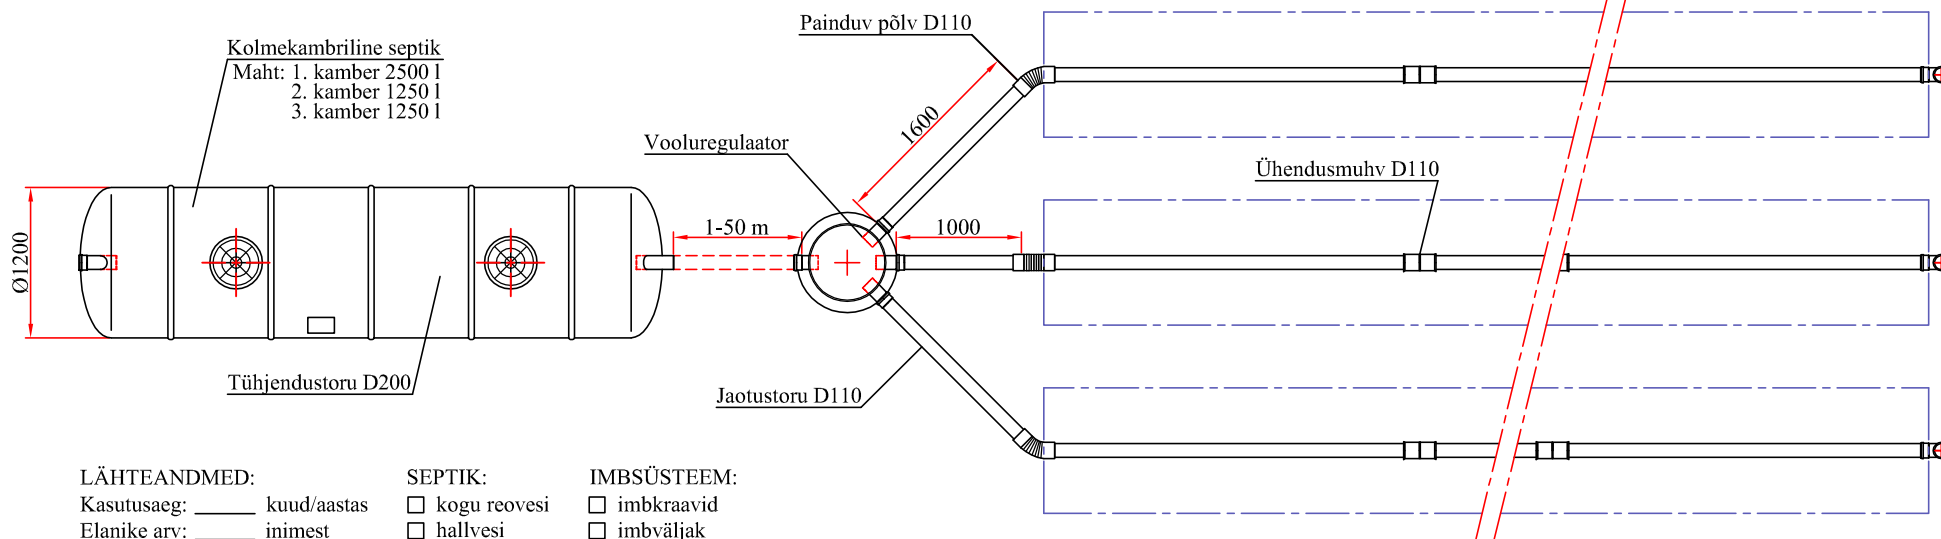 Painduv põlv D110
Kolmekambriline septik
Maht: 1. kamber 2500 l
2. kamber 1250 l
3. kamber 1250 l
1600
Vooluregulaator
Ühendusmuhv D110
1-50 m
1000
Ø1200
Tühjendustoru D200
Jaotustoru D110
LÄHTEANDMED:
Kasutusaeg: ______ kuud/aastas
Elanike arv: ______ inimest
SEPTIK:
kogu reovesi
hallvesi
IMBSÜSTEEM:
imbkraavid
imbväljak